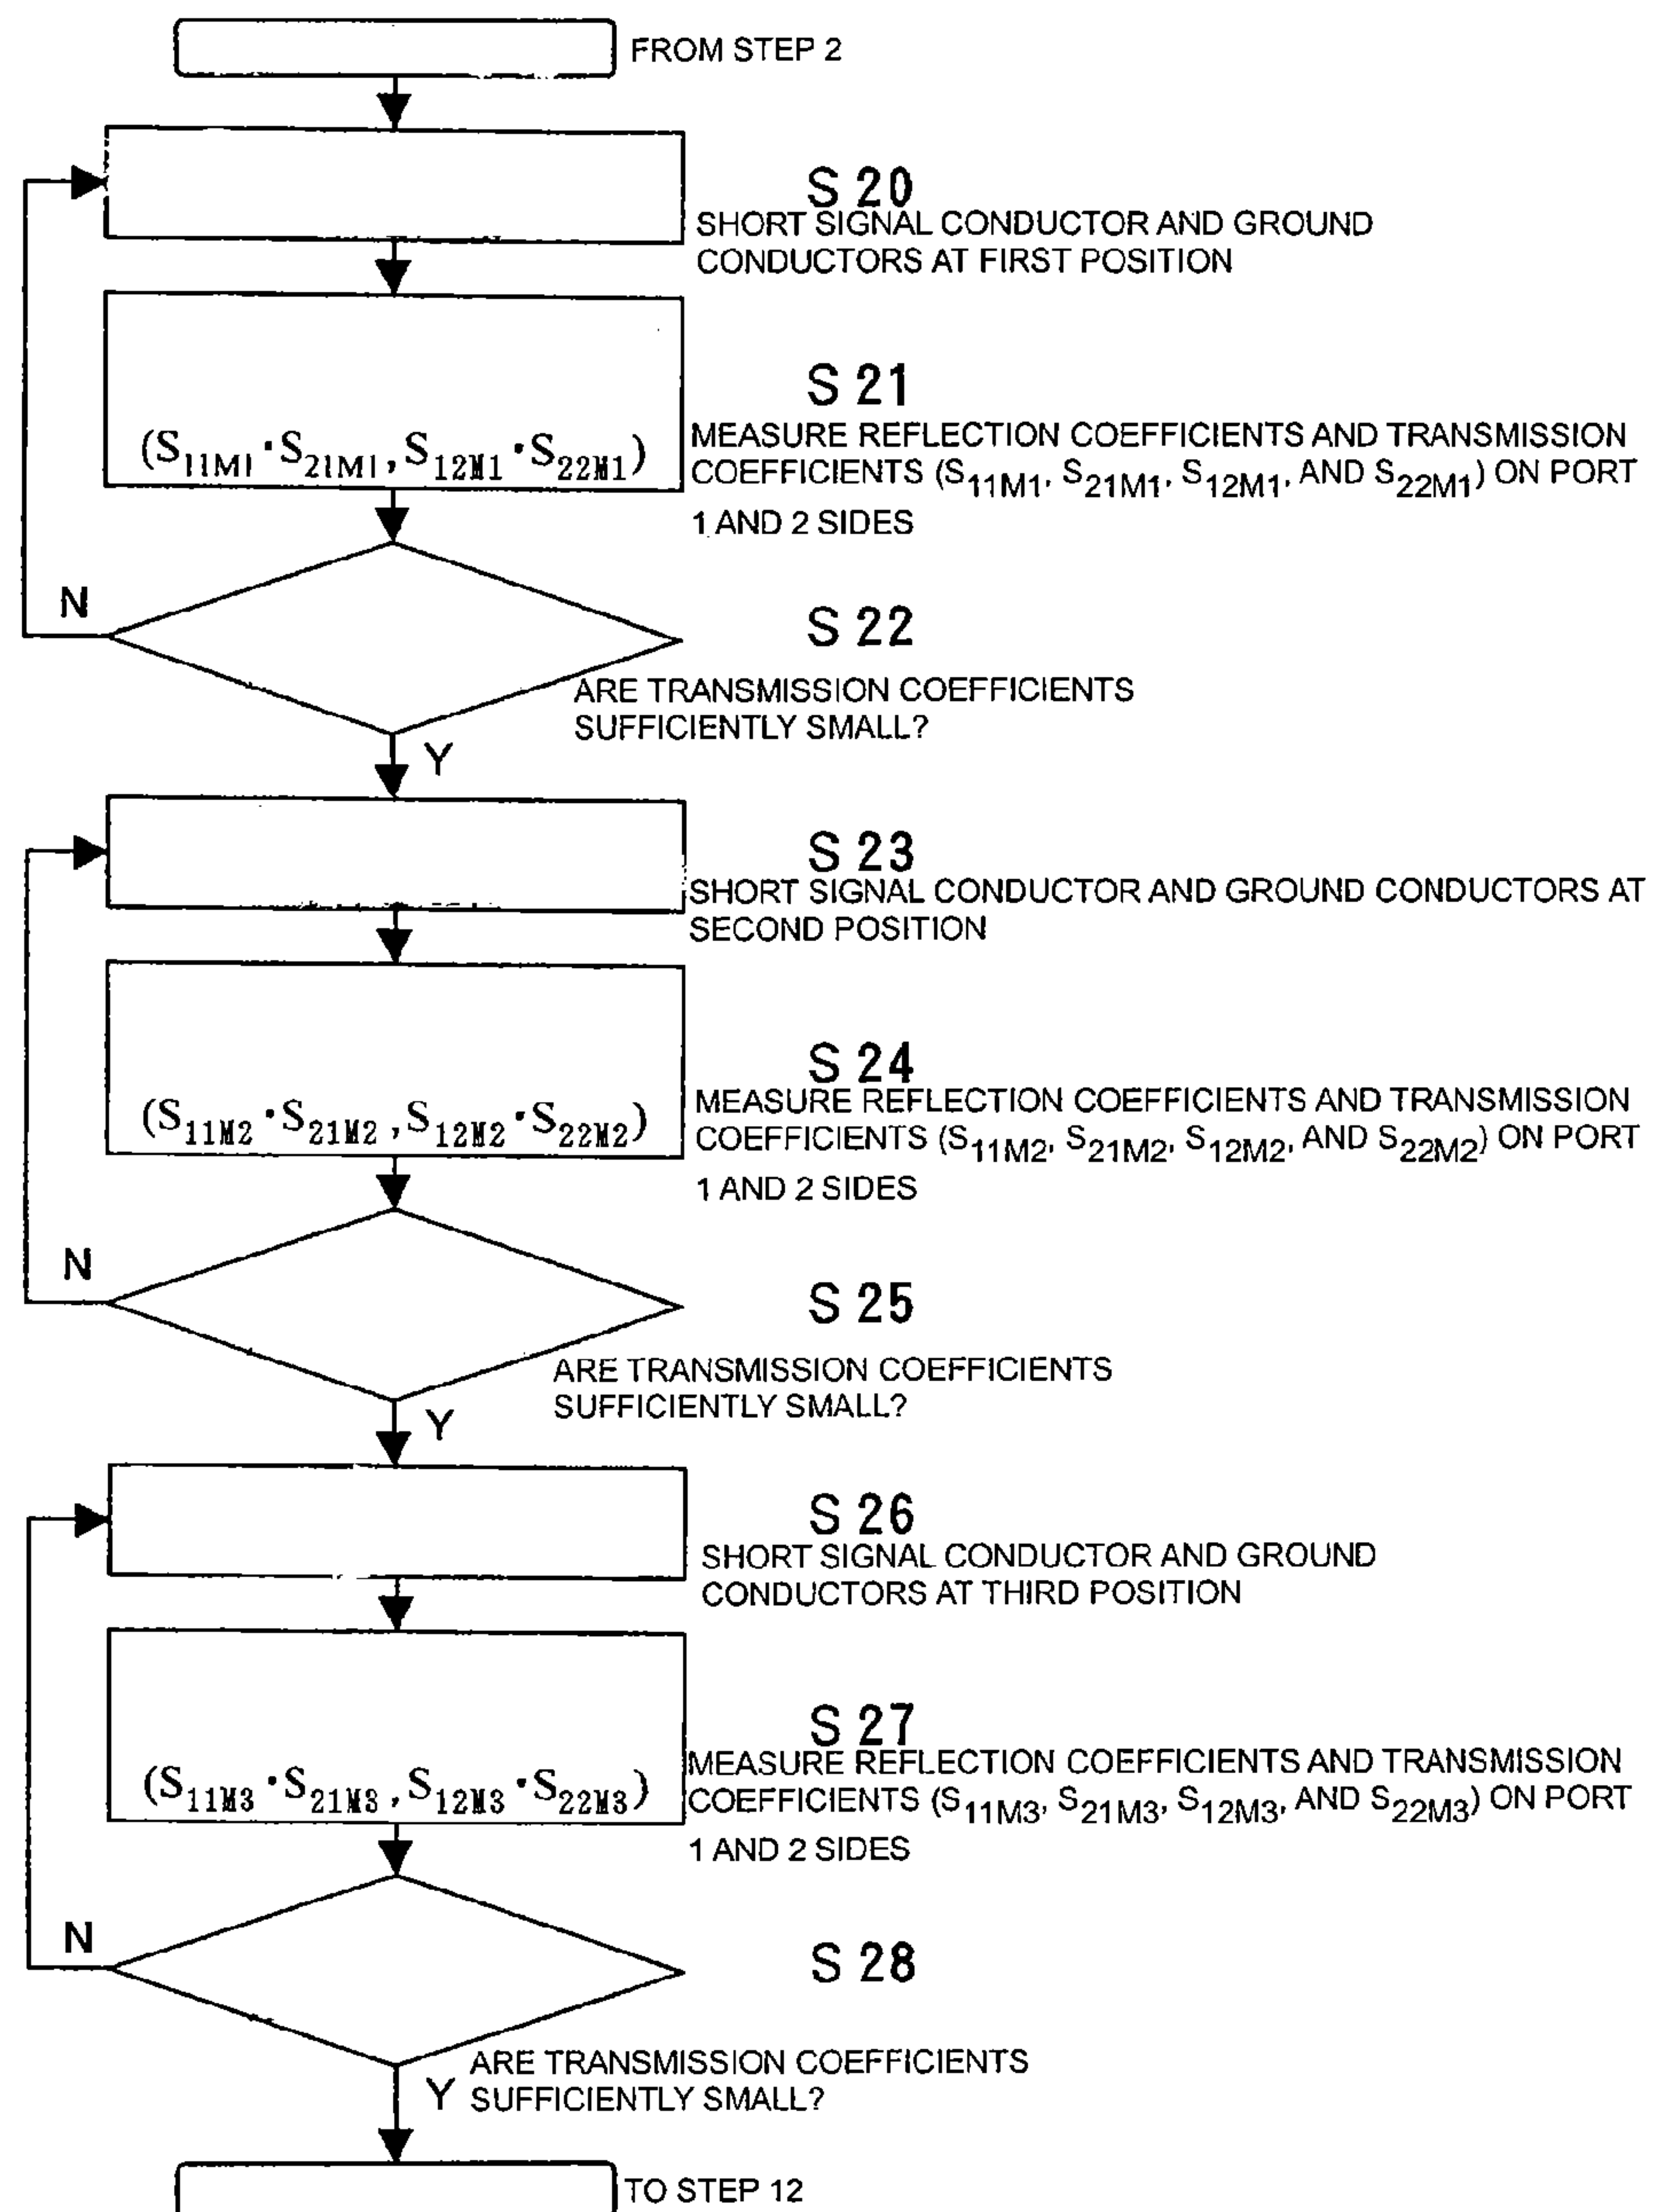 FROM STEP 2
S 20
SHORT SIGNAL CONDUCTOR AND GROUND
CONDUCTORS AT FIRST POSITION
S 21
(S11M1・S21M1,S12M1・S22M1)
MEASURE REFLECTION COEFFICIENTS AND TRANSMISSION
COEFFICIENTS (S11M1, S21M1, S12M1, AND S22M1) ON PORT
1 AND 2 SIDES
N
S 22
ARE TRANSMISSION COEFFICIENTS
SUFFICIENTLY SMALL?
Y
S 23
SHORT SIGNAL CONDUCTOR AND GROUND CONDUCTORS AT
SECOND POSITION
S 24
(S11M2・S21M2,S12M2・S22M2)
MEASURE REFLECTION COEFFICIENTS AND TRANSMISSION
COEFFICIENTS (S11M2, S21M2, S12M2, AND S22M2) ON PORT
1 AND 2 SIDES
N
S 25
ARE TRANSMISSION COEFFICIENTS
SUFFICIENTLY SMALL?
Y
S 26
SHORT SIGNAL CONDUCTOR AND GROUND
CONDUCTORS AT THIRD POSITION
S 27
(S11M3・S21M3,S12M3・S22M3)
MEASURE REFLECTION COEFFICIENTS AND TRANSMISSION
COEFFICIENTS (S11M3, S21M3, S12M3, AND S22M3) ON PORT
1 AND 2 SIDES
N
S 28
ARE TRANSMISSION COEFFICIENTS
SUFFICIENTLY SMALL?
Y
TO STEP 12